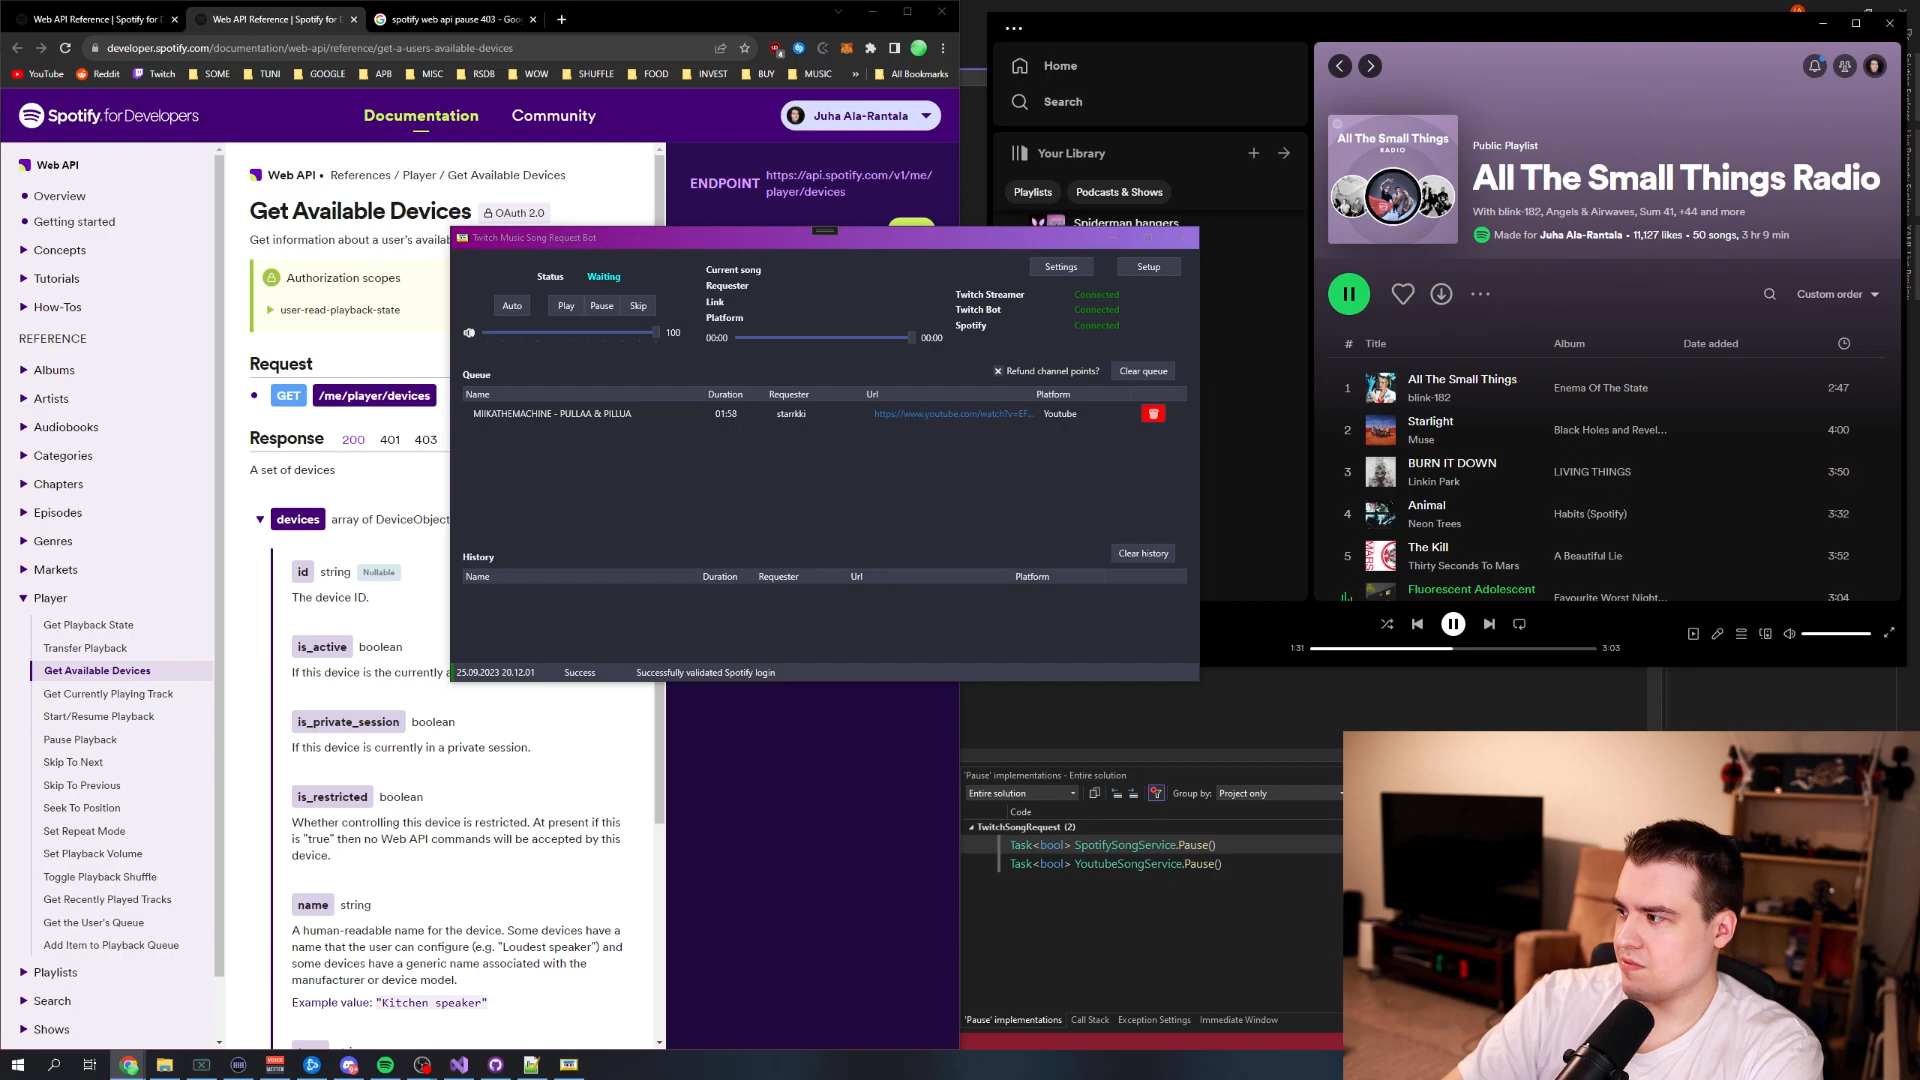 Web API Reference | Spotify for D
Web API Reference | Spotify for D
spotify web api pause 403 - Goo
developer.spotify.com/documentation/web-api/reference/get-a-users-available-devices
YouTube
Reddit
Twitch
SOME
TUNI
GOOGLE
APB
MISC
RSDB
WOW
SHUFFLE
FOOD
INVEST
BUY
MUSIC
All Bookmarks
Spotify for Developers
Documentation
Community
Juha Ala-Rantala
Web API
Overview
Getting started
Concepts
Tutorials
How-Tos
REFERENCE
Albums
Artists
Audiobooks
Categories
Chapters
Episodes
Genres
Markets
Player
Get Playback State
Transfer Playback
Get Available Devices
Get Currently Playing Track
Start/Resume Playback
Pause Playback
Skip To Next
Skip To Previous
Seek To Position
Set Repeat Mode
Set Playback Volume
Toggle Playback Shuffle
Get Recently Played Tracks
Get the User's Queue
Add Item to Playback Queue
Playlists
Search
Shows
Web API • References / Player / Get Available Devices
Get Available Devices
OAuth 2.0
Get information about a user's availab
Authorization scopes
user-read-playback-state
Request
GET
/me/player/devices
Response
200
401
403
A set of devices
devices
array of DeviceObject
id
string
Nullable
The device ID.
is_active
boolean
If this device is the currently a
is_private_session
boolean
If this device is currently in a private session.
is_restricted
boolean
Whether controlling this device is restricted. At present if this
is "true" then no Web API commands will be accepted by this
device.
name
string
A human-readable name for the device. Some devices have a
name that the user can configure (e.g. "Loudest speaker") and
some devices have a generic name associated with the
manufacturer or device model.
Example value: "Kitchen speaker"
ENDPOINT
https://api.spotify.com/v1/me/
player/devices
Twitch Music Song Request Bot
Status
Waiting
Auto
Play
Pause
Skip
100
Current song
Requester
Link
Platform
00:00
00:00
Settings
Setup
Twitch Streamer
Connected
Twitch Bot
Connected
Spotify
Connected
Queue
Refund channel points?
Clear queue
Name
Duration
Requester
Url
Platform
MIIKATHEMACHINE - PULLAA & PILLUA
01:58
starrkki
https://www.youtube.com/watch?v=EF...
Youtube
History
Clear history
Name
Duration
Requester
Url
Platform
25.09.2023 20.12.01
Success
Successfully validated Spotify login
Home
Search
Your Library
Playlists
Podcasts & Shows
Spiderman bangers
All The Small Things
RADIO
Public Playlist
All The Small Things Radio
With blink-182, Angels & Airwaves, Sum 41, +44 and more
Made for Juha Ala-Rantala • 11,127 likes • 50 songs, 3 hr 9 min
Custom order
#
Title
Album
Date added
1
All The Small Things
blink-182
Enema Of The State
2:47
2
Starlight
Muse
Black Holes and Revel...
4:00
3
BURN IT DOWN
Linkin Park
LIVING THINGS
3:50
4
Animal
Neon Trees
Habits (Spotify)
3:32
5
The Kill
Thirty Seconds To Mars
A Beautiful Lie
3:52
Fluorescent Adolescent
Favourite Worst Night...
3:04
1:31
3:03
'Pause' implementations - Entire solution
Entire solution
Group by:
Project only
Code
TwitchSongRequest (2)
Task<bool> SpotifySongService.Pause()
Task<bool> YoutubeSongService.Pause()
'Pause' implementations
Call Stack
Exception Settings
Immediate Window